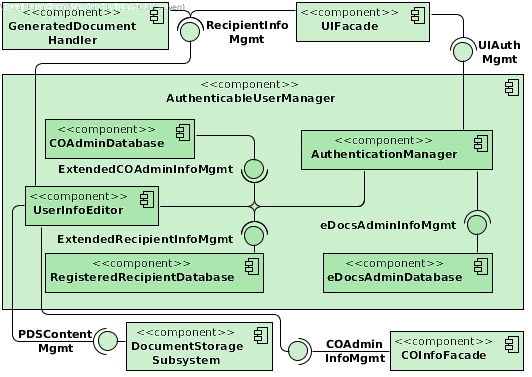 <<component>>
GeneratedDocument
Handler
RecipientInfo
Mgmt
<<component>>
UIFacade
UIAuth
Mgmt
<<component>>
AuthenticableUserManager
<<component>>
COAdminDatabase
<<component>>
AuthenticationManager
ExtendedCOAdminInfoMgmt
<<component>>
UserInfoEditor
eDocsAdminInfoMgmt
ExtendedRecipientInfoMgmt
<<component>>
RegisteredRecipientDatabase
<<component>>
eDocsAdminDatabase
PDSContent
Mgmt
<<component>>
DocumentStorage
Subsystem
COAdmin
InfoMgmt
<<component>>
COInfoFacade